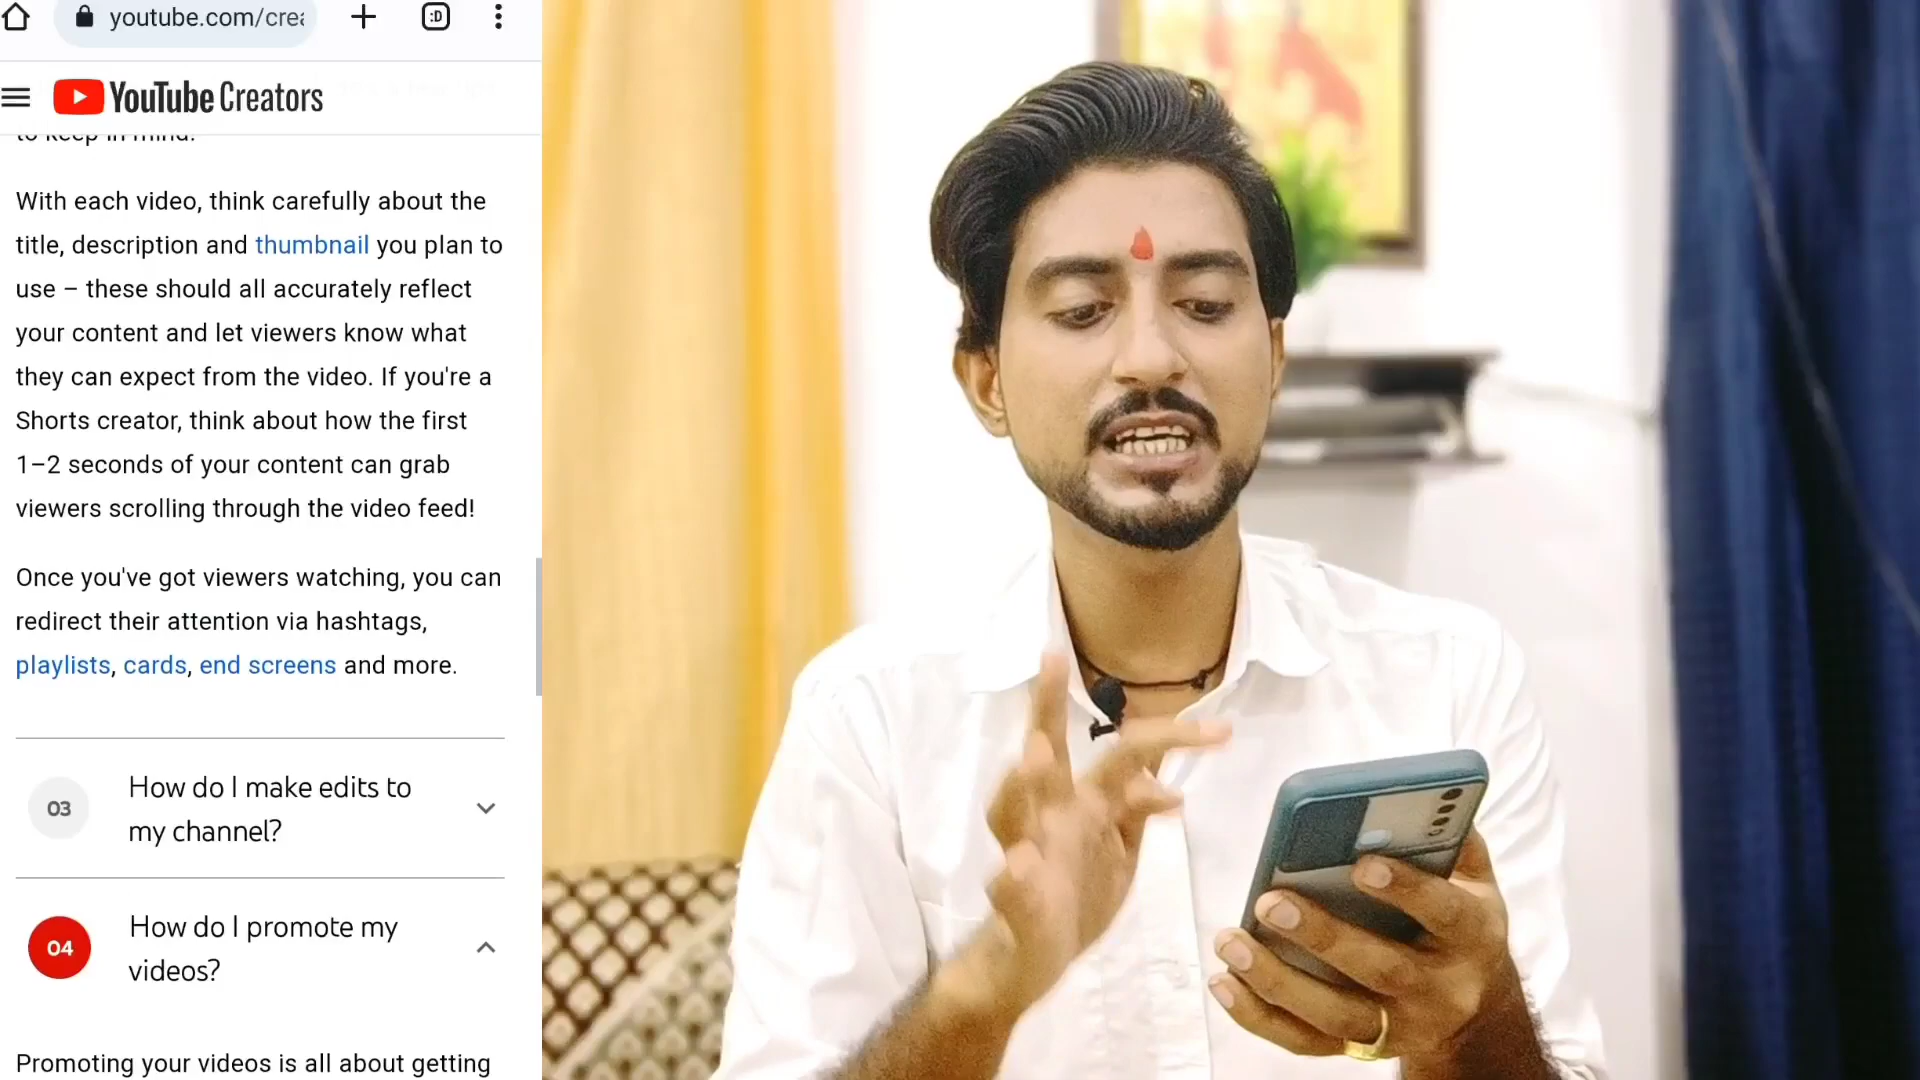 youtube.com/crea
:D
YouTube Creators
to keep in mind.
With each video, think carefully about the
title, description and thumbnail you plan to
use – these should all accurately reflect
your content and let viewers know what
they can expect from the video. If you're a
Shorts creator, think about how the first
1–2 seconds of your content can grab
viewers scrolling through the video feed!
Once you've got viewers watching, you can
redirect their attention via hashtags,
playlists, cards, end screens and more.
03
How do I make edits to
my channel?
04
How do I promote my
videos?
Promoting your videos is all about getting